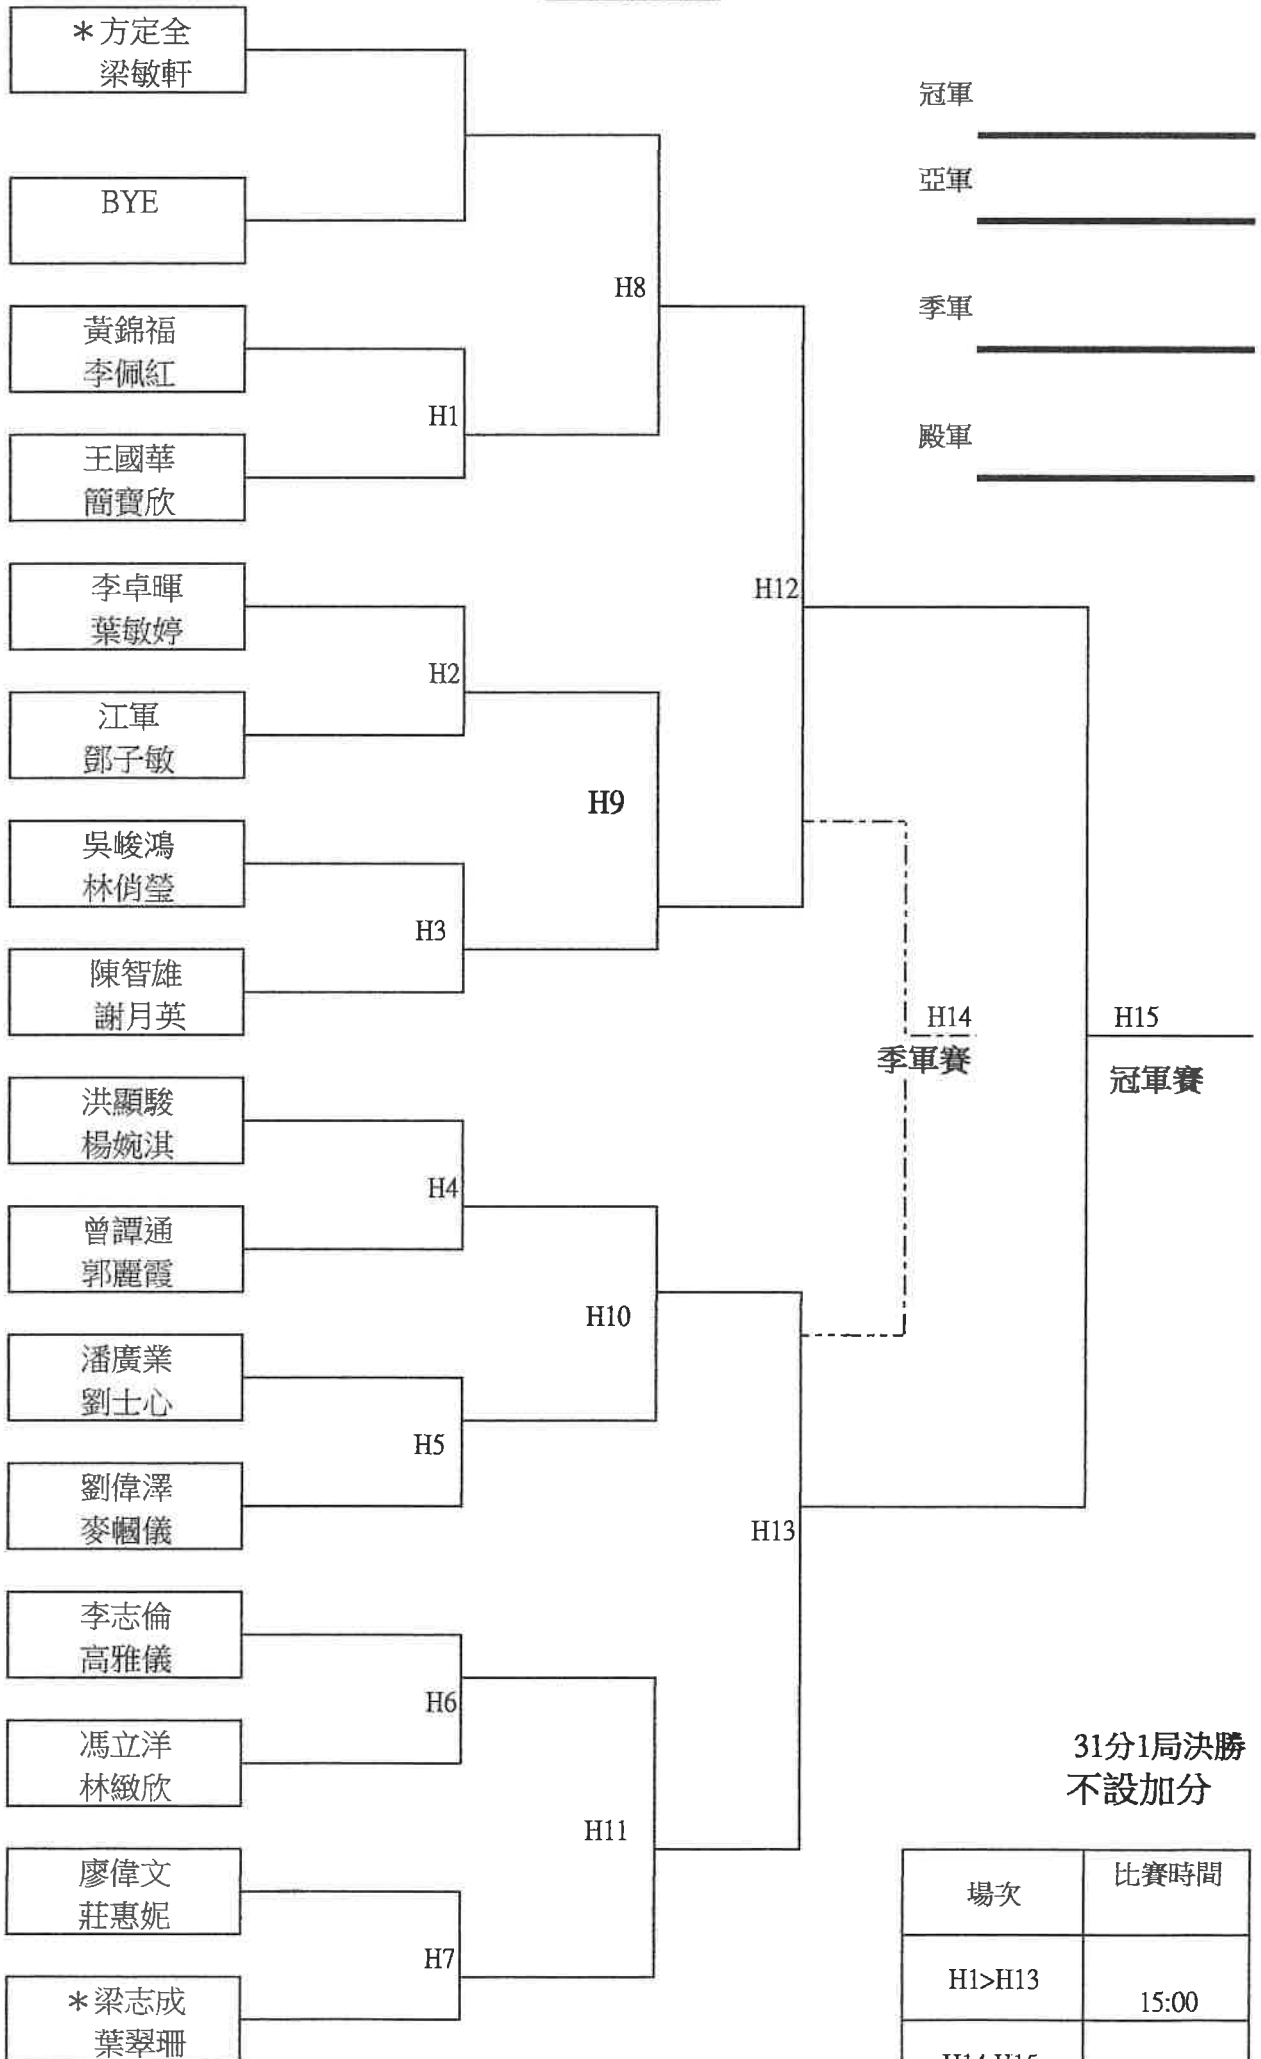 ＊方定全
梁敏軒
BYE
黃錦福
李佩紅
H1
王國華
簡寶欣
H8
李卓暉
葉敏婷
H2
江軍
鄧子敏
H9
吳峻鴻
林俏瑩
H3
陳智雄
謝月英
H12
洪顯駿
楊婉淇
H4
曾譚通
郭麗霞
H10
潘廣業
劉士心
H5
劉偉澤
麥幗儀
H13
李志倫
高雅儀
H6
馮立洋
林緻欣
H11
廖偉文
莊惠妮
H7
＊梁志成
葉翠珊
冠軍
亞軍
季軍
殿軍
H14
季軍賽
H15
冠軍賽
31分1局決勝
不設加分
場次
比賽時間
H1>H13
15:00